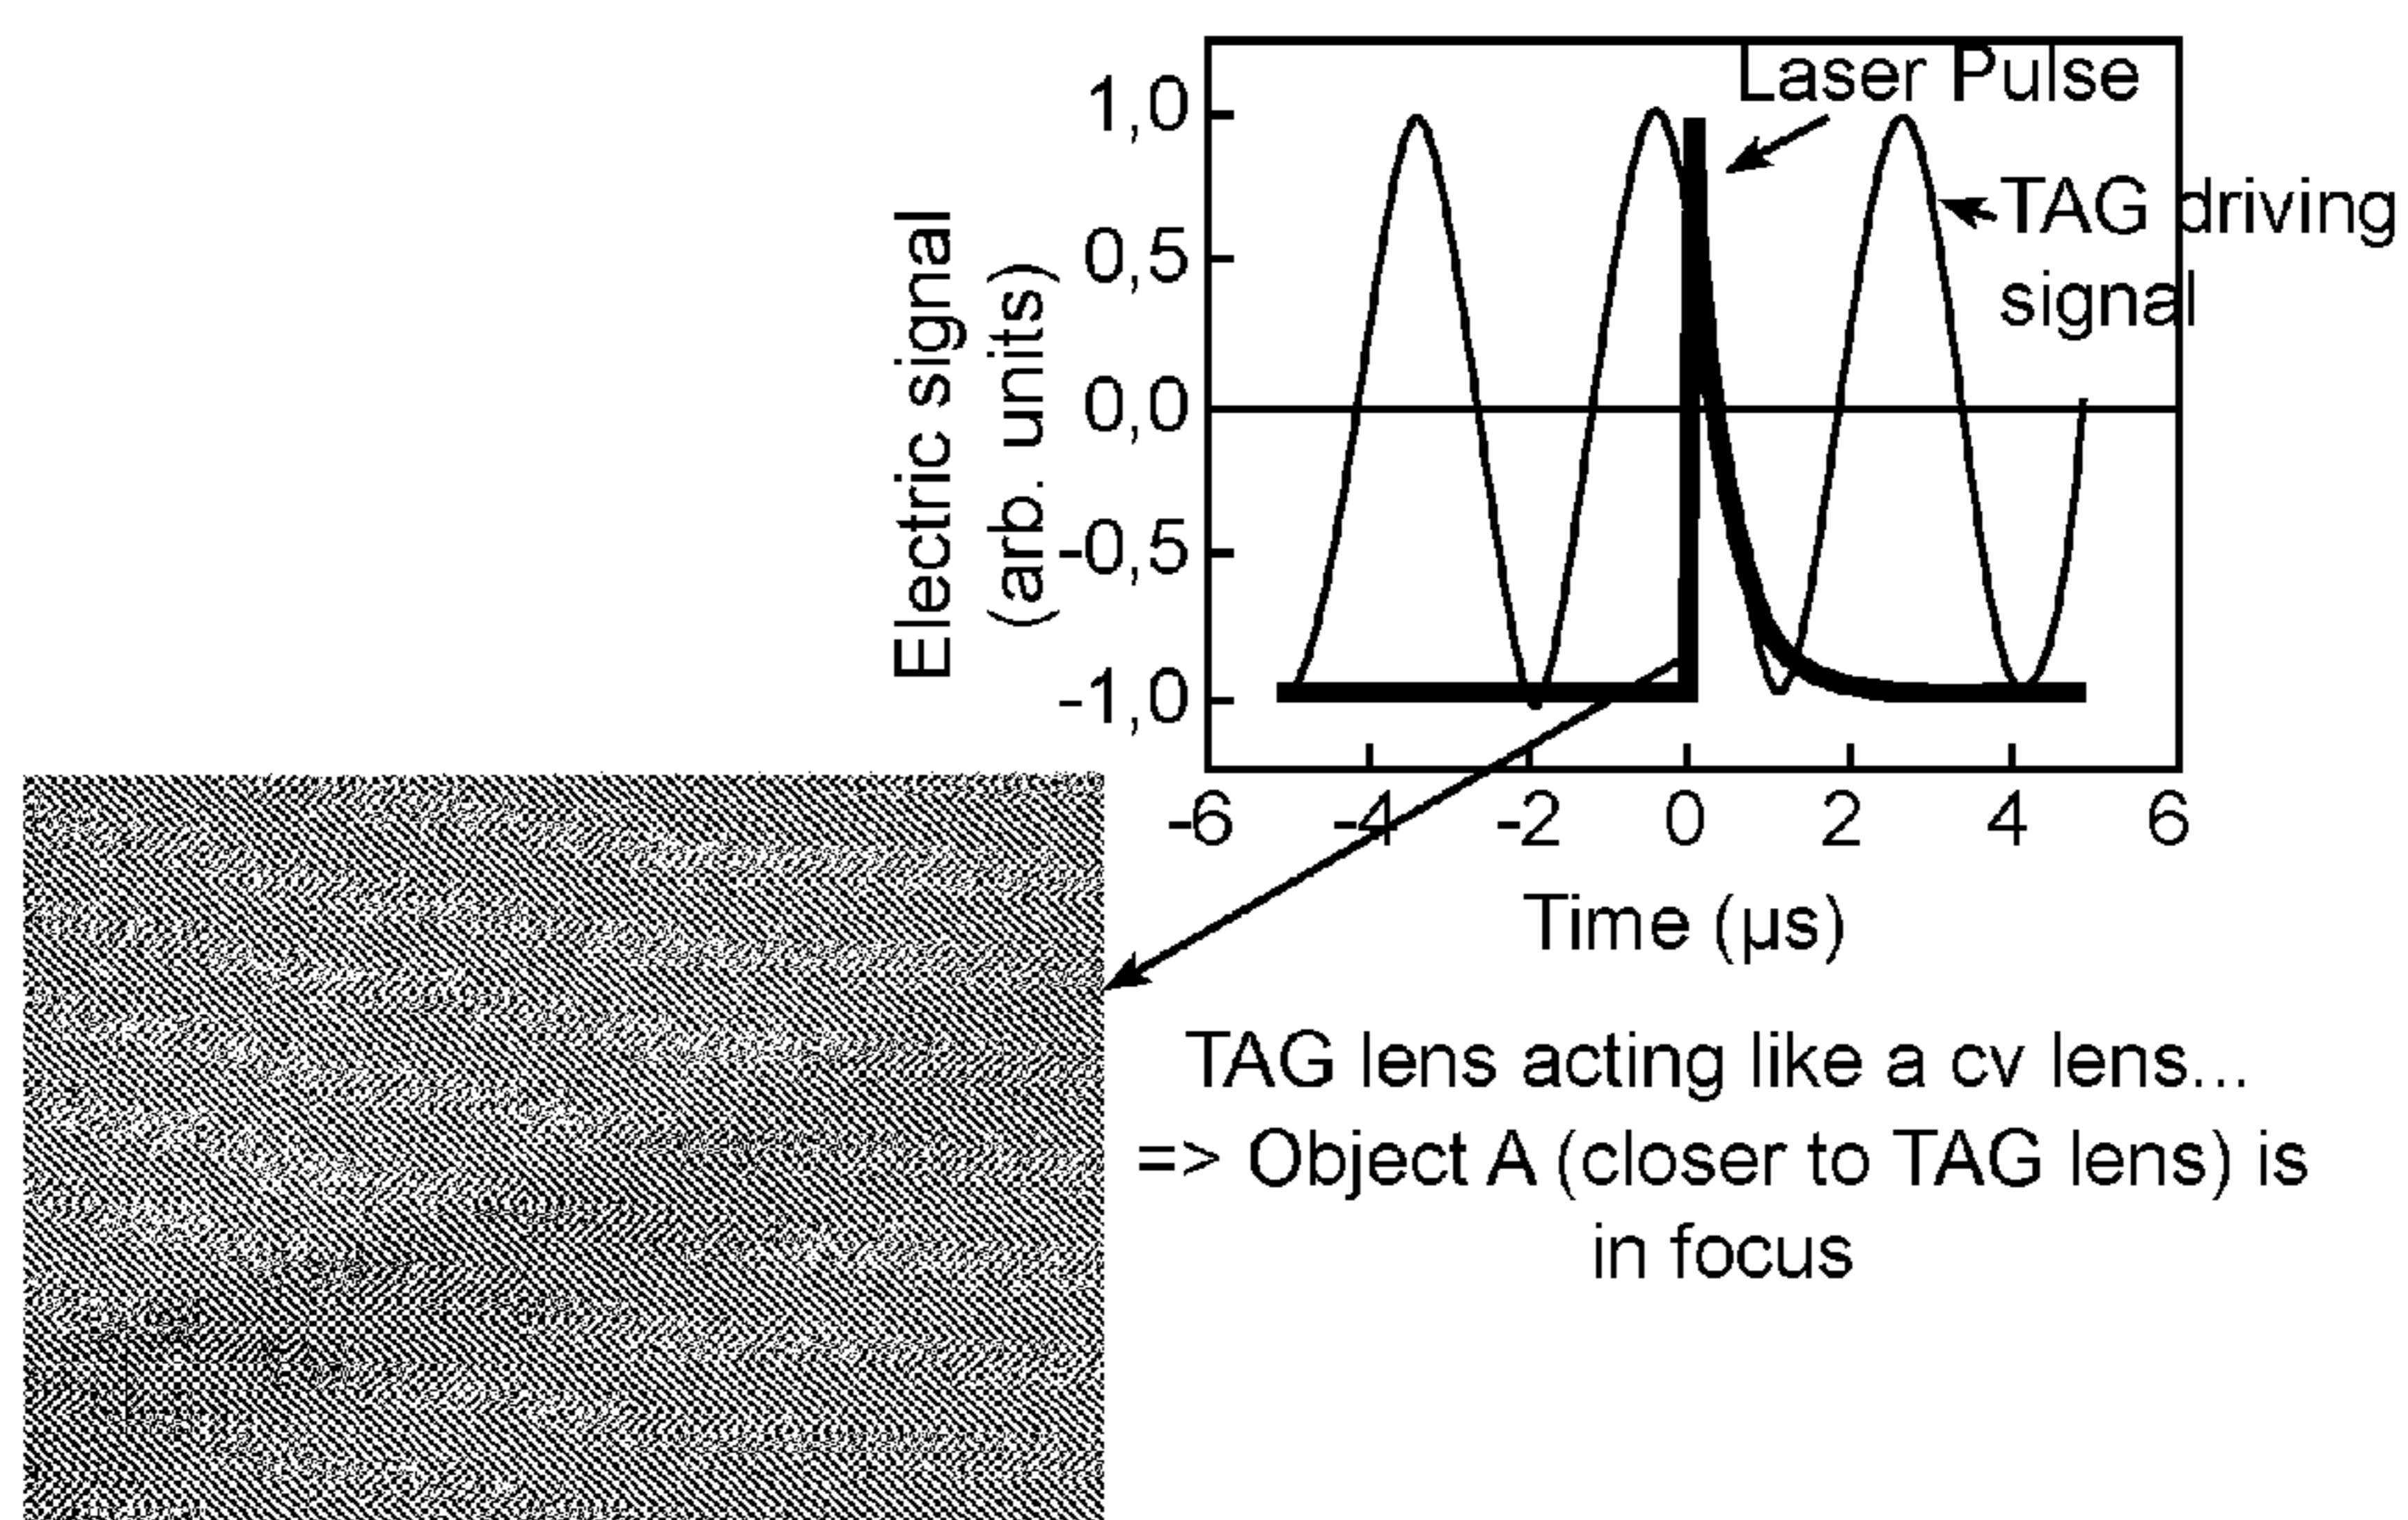 Laser Pulse
TAG driving
signal
Electric signal
(arb. units)
1,0
0,5
0,0
-0,5
-1,0
-6 -4 -2 0 2 4 6
Time (µs)
TAG lens acting like a cv lens...
=> Object A (closer to TAG lens) is
in focus